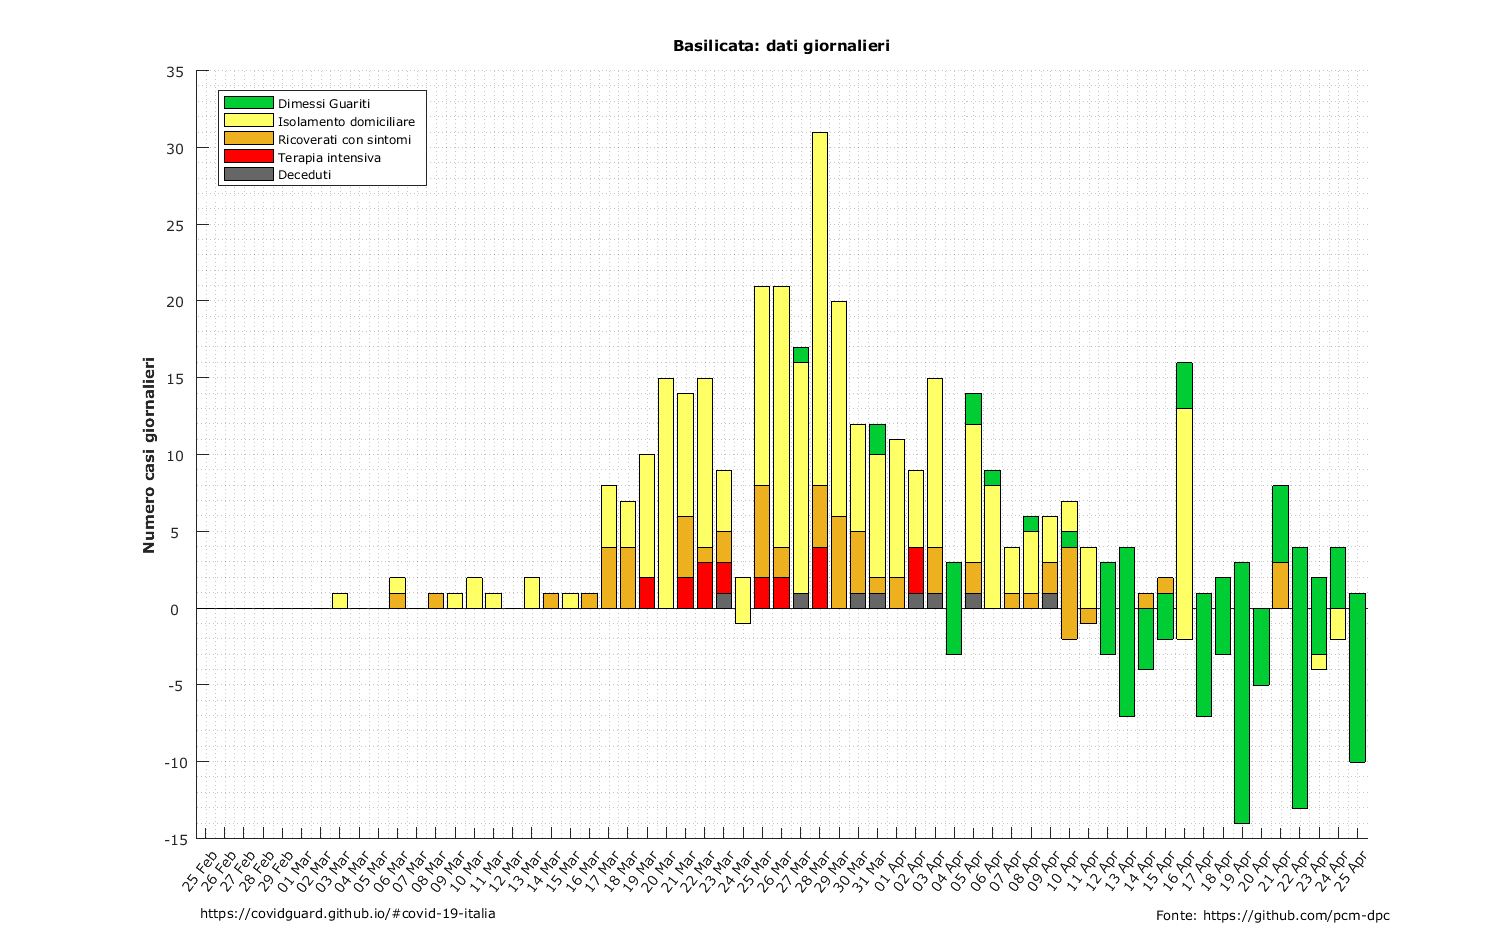 Basilicata: dati giornalieri
35
30
25
20
15
10
5
0
-5
-10
-15
Numero casi giornalieri
Dimessi Guariti
Isolamento domiciliare
Ricoverati con sintomi
Terapia intensiva
Deceduti
25 Feb
26 Feb
27 Feb
28 Feb
29 Feb
01 Mar
02 Mar
03 Mar
04 Mar
05 Mar
06 Mar
07 Mar
08 Mar
09 Mar
10 Mar
11 Mar
12 Mar
13 Mar
14 Mar
15 Mar
16 Mar
17 Mar
18 Mar
19 Mar
20 Mar
21 Mar
22 Mar
23 Mar
24 Mar
25 Mar
26 Mar
27 Mar
28 Mar
29 Mar
30 Mar
31 Mar
01 Apr
02 Apr
03 Apr
04 Apr
05 Apr
06 Apr
07 Apr
08 Apr
09 Apr
10 Apr
11 Apr
12 Apr
13 Apr
14 Apr
15 Apr
16 Apr
17 Apr
18 Apr
19 Apr
20 Apr
21 Apr
22 Apr
23 Apr
24 Apr
25 Apr
https://covidguard.github.io/#covid-19-italia
Fonte: https://github.com/pcm-dpc